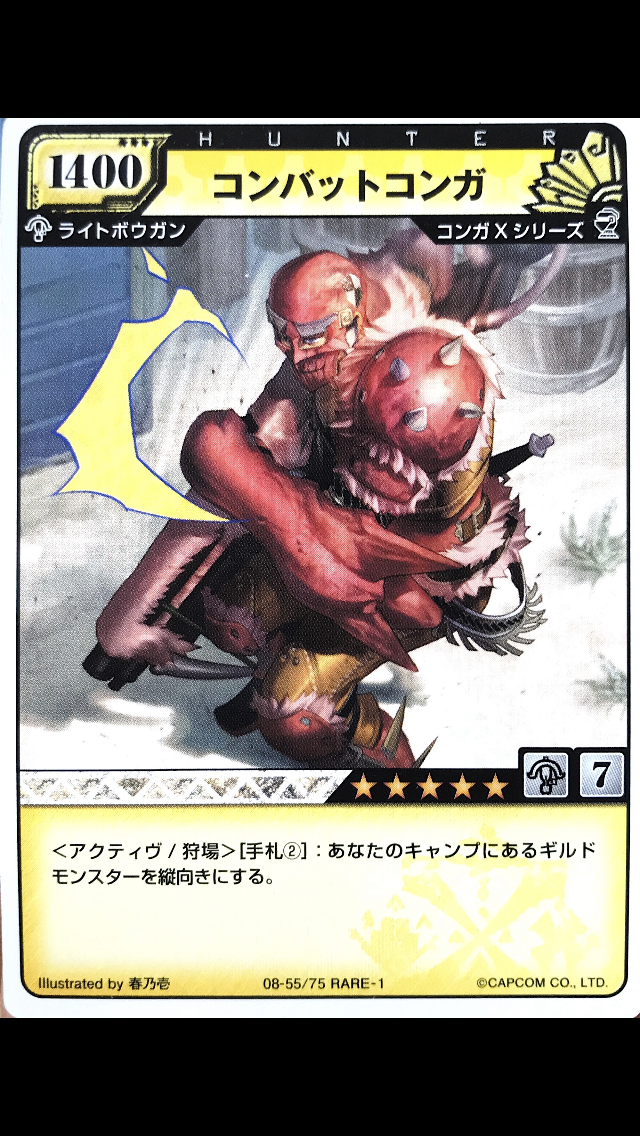 HUNTER
1400
コンバットコンガ
ライトボウガン
コンガXシリーズ
7
<アクティヴ / 狩場>[手札②]：あなたのキャンプにあるギルド
モンスターを縦向きにする。
Illustrated by 春乃壱
08-55/75 RARE-1
©CAPCOM CO., LTD.